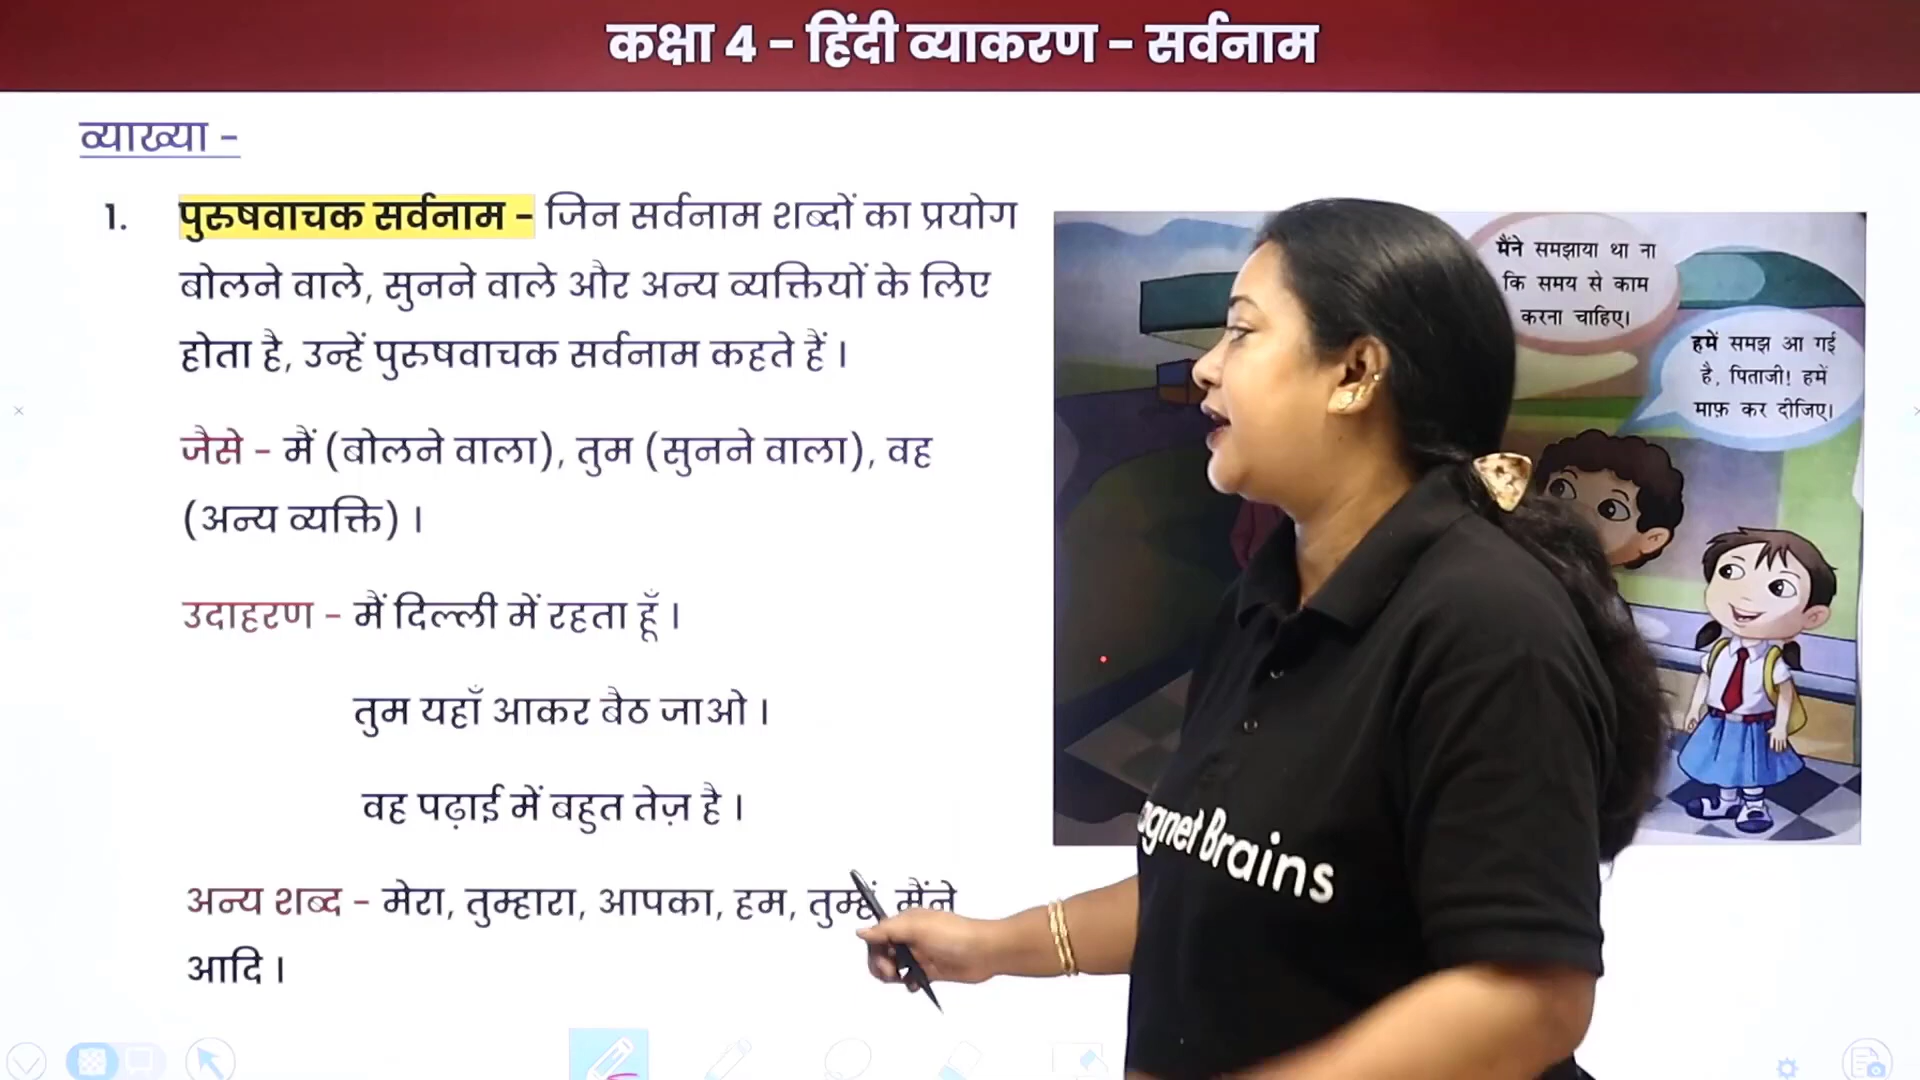 कक्षा 4 - हिंदी व्याकरण - सर्वनाम
व्याख्या -
1. पुरुषवाचक सर्वनाम - जिन सर्वनाम शब्दों का प्रयोग
बोलने वाले, सुनने वाले और अन्य व्यक्तियों के लिए
होता है, उन्हें पुरुषवाचक सर्वनाम कहते हैं ।
जैसे - मैं (बोलने वाला), तुम (सुनने वाला), वह
(अन्य व्यक्ति) ।
उदाहरण - मैं दिल्ली में रहता हूँ ।
तुम यहाँ आकर बैठ जाओ ।
वह पढ़ाई में बहुत तेज़ है ।
अन्य शब्द - मेरा, तुम्हारा, आपका, हम, तुम्हें मैंने
आदि ।
मैंने समझाया था ना
कि समय से काम
करना चाहिए।
हमें समझ आ गई
है, पिताजी! हमें
माफ़ कर दीजिए।
agnet Brains